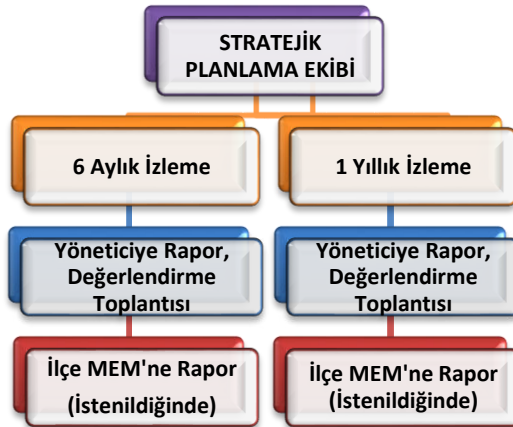 STRATEJİK
PLANLAMA EKİBİ
6 Aylık İzleme
1 Yıllık İzleme
Yöneticiye Rapor,
Değerlendirme
Toplantısı
Yöneticiye Rapor,
Değerlendirme
Toplantısı
İlçe MEM'ne Rapor
(İstenildiğinde)
İlçe MEM'ne Rapor
(İstenildiğinde)